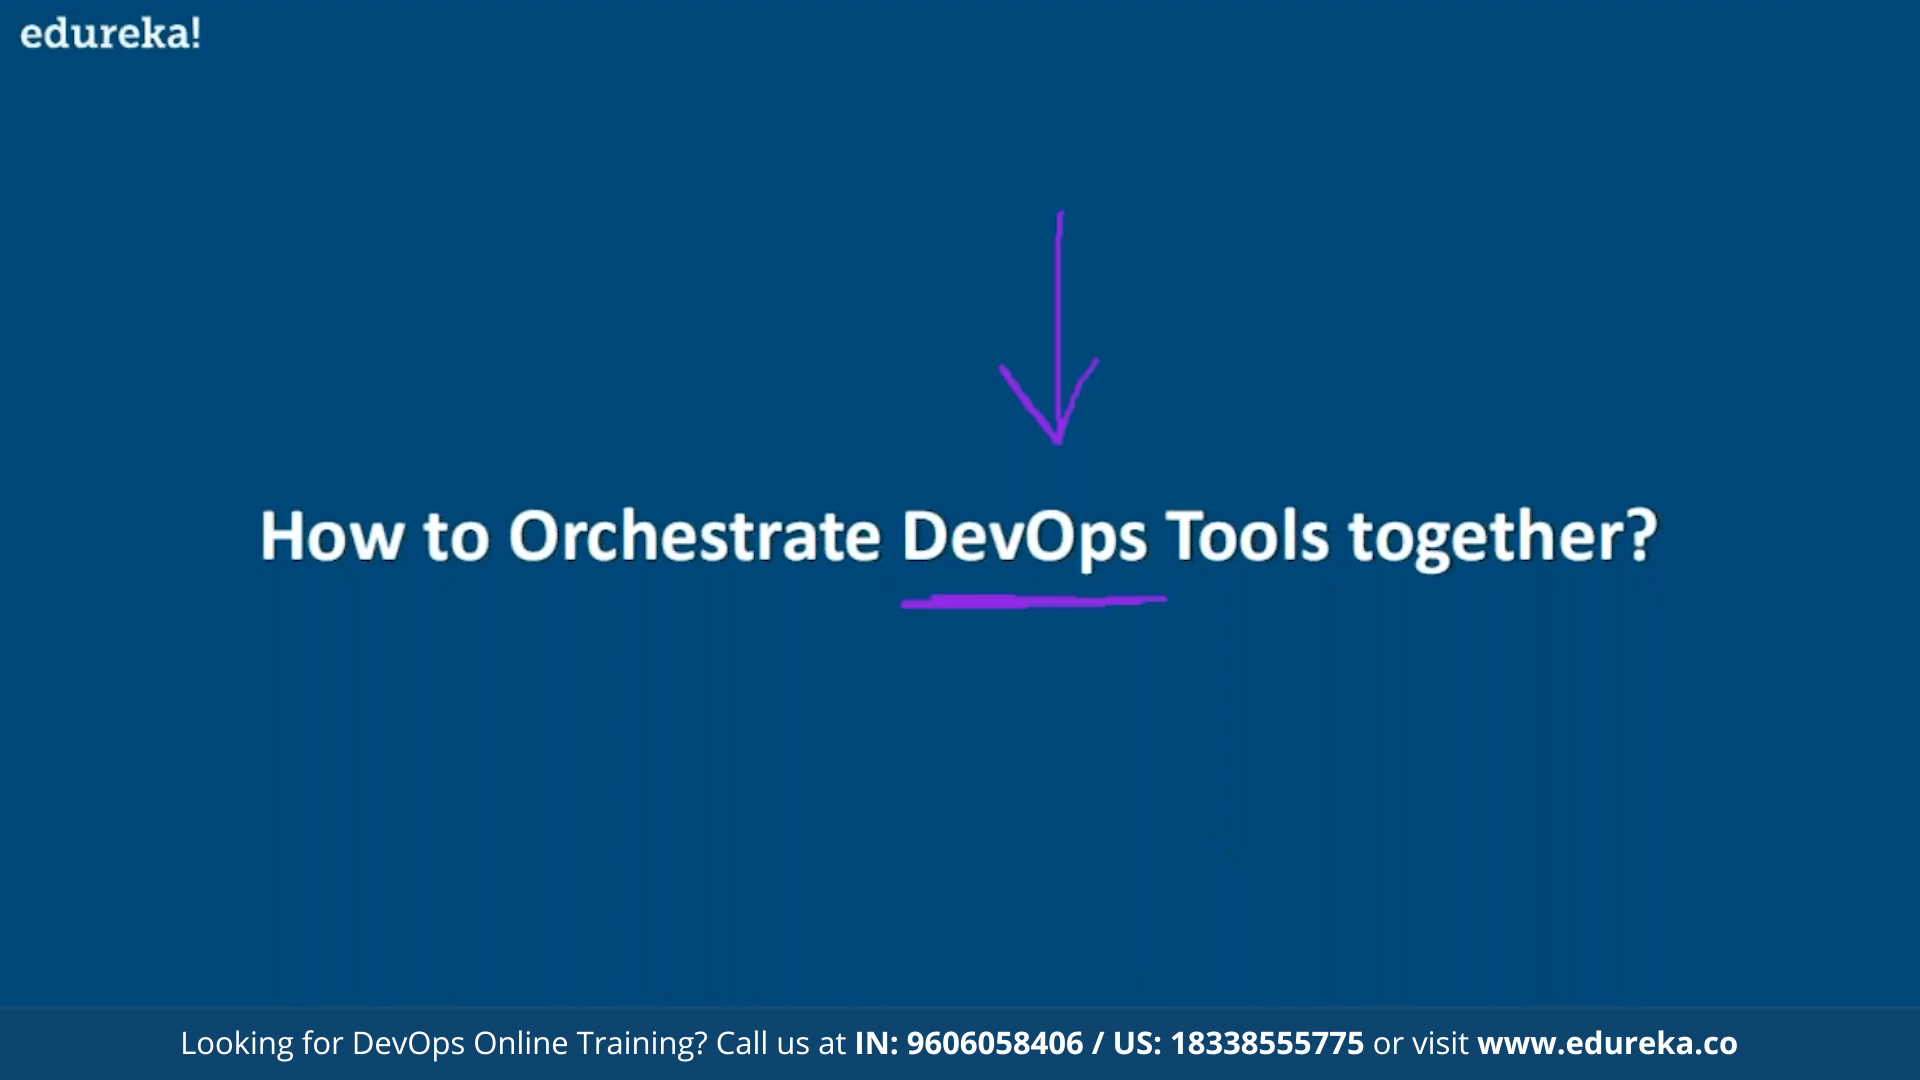 edureka!
How to Orchestrate DevOps Tools together?
Looking for DevOps Online Training? Call us at IN: 9606058406 / US: 18338555775 or visit www.edureka.co